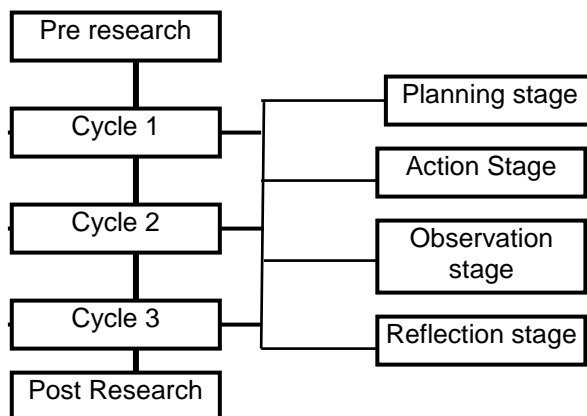 Pre research
Cycle 1
Cycle 2
Cycle 3
Post Research
Planning stage
Action Stage
Observation
stage
Reflection stage